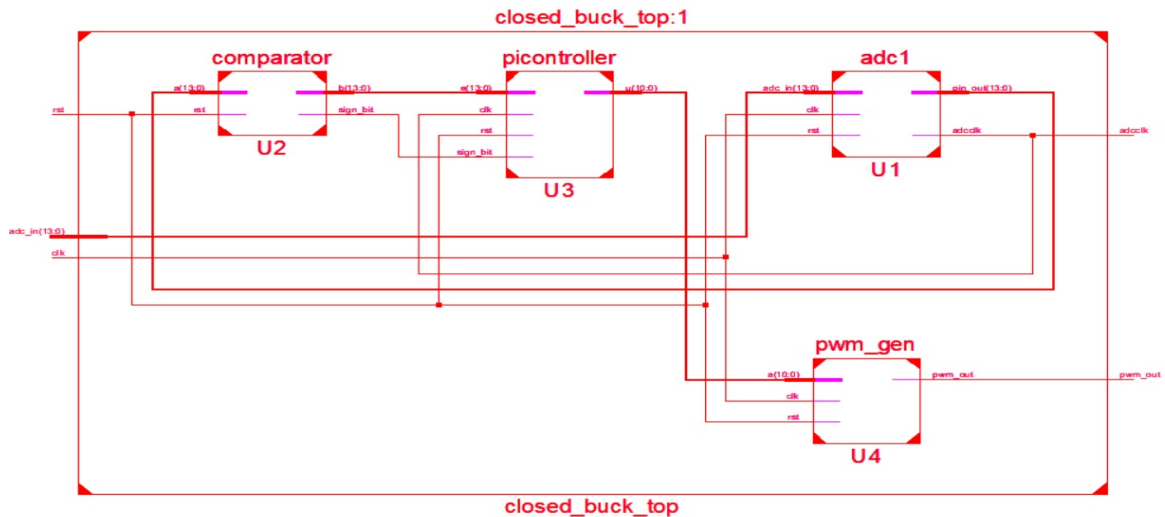 closed_buck_top:1
comparator
picontroller
adc1
a(13:0)
b(13:0)
e(13:0)
u(10:0)
adc_in(13:0)
pin_out(13:0)
rst
rst
sign_bit
clk
clk
rst
rst
adcclk
adcclk
sign_bit
U2
U3
U1
adc_in(13:0)
clk
pwm_gen
a(10:0)
pwm_out
pwm_out
clk
rst
U4
closed_buck_top